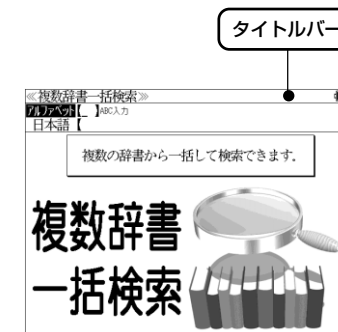 タイトルバー
≪複数辞書一括検索≫
アルファベット【_ 】ABC入力
日本語【
複数の辞書から一括して検索できます.
複数辞書
一括検索